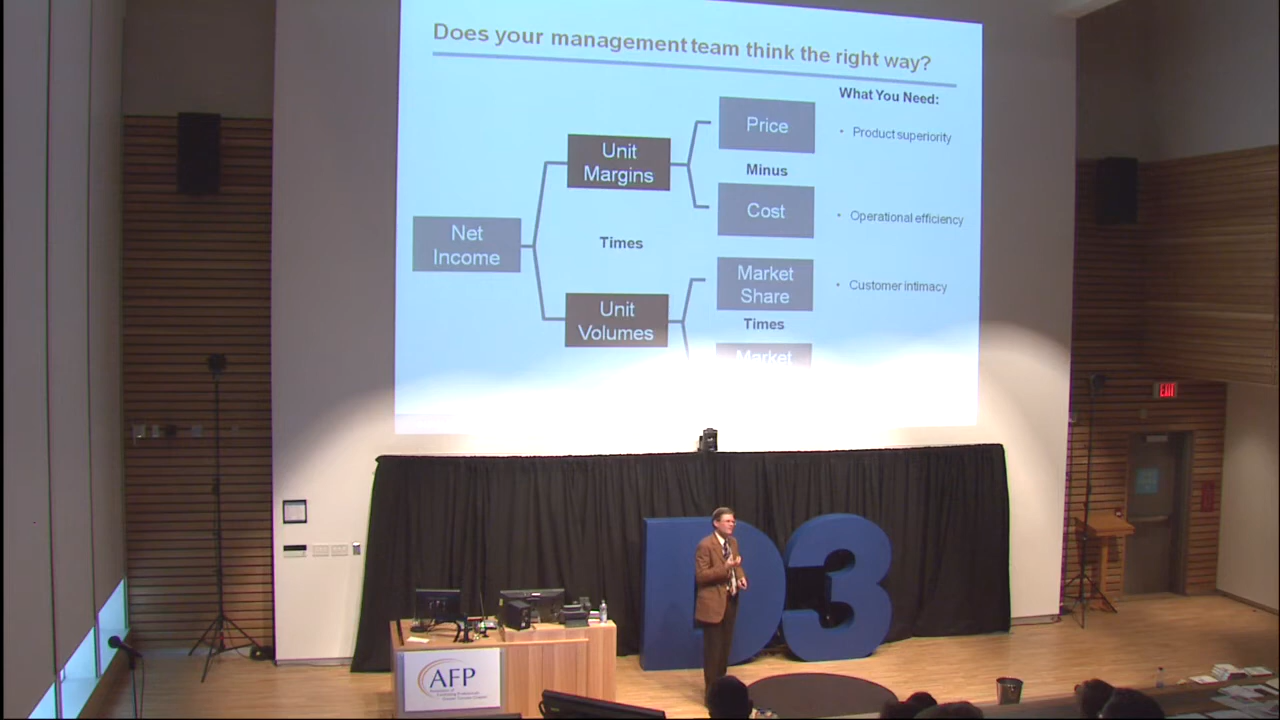 Does your management team think the right way?
What You Need:
Price
• Product superiority
Unit
Margins
Minus
Cost
• Operational efficiency
Net
Income
Times
Market
Share
• Customer intimacy
Unit
Volumes
Times
Market
EXIT
D3
AFP